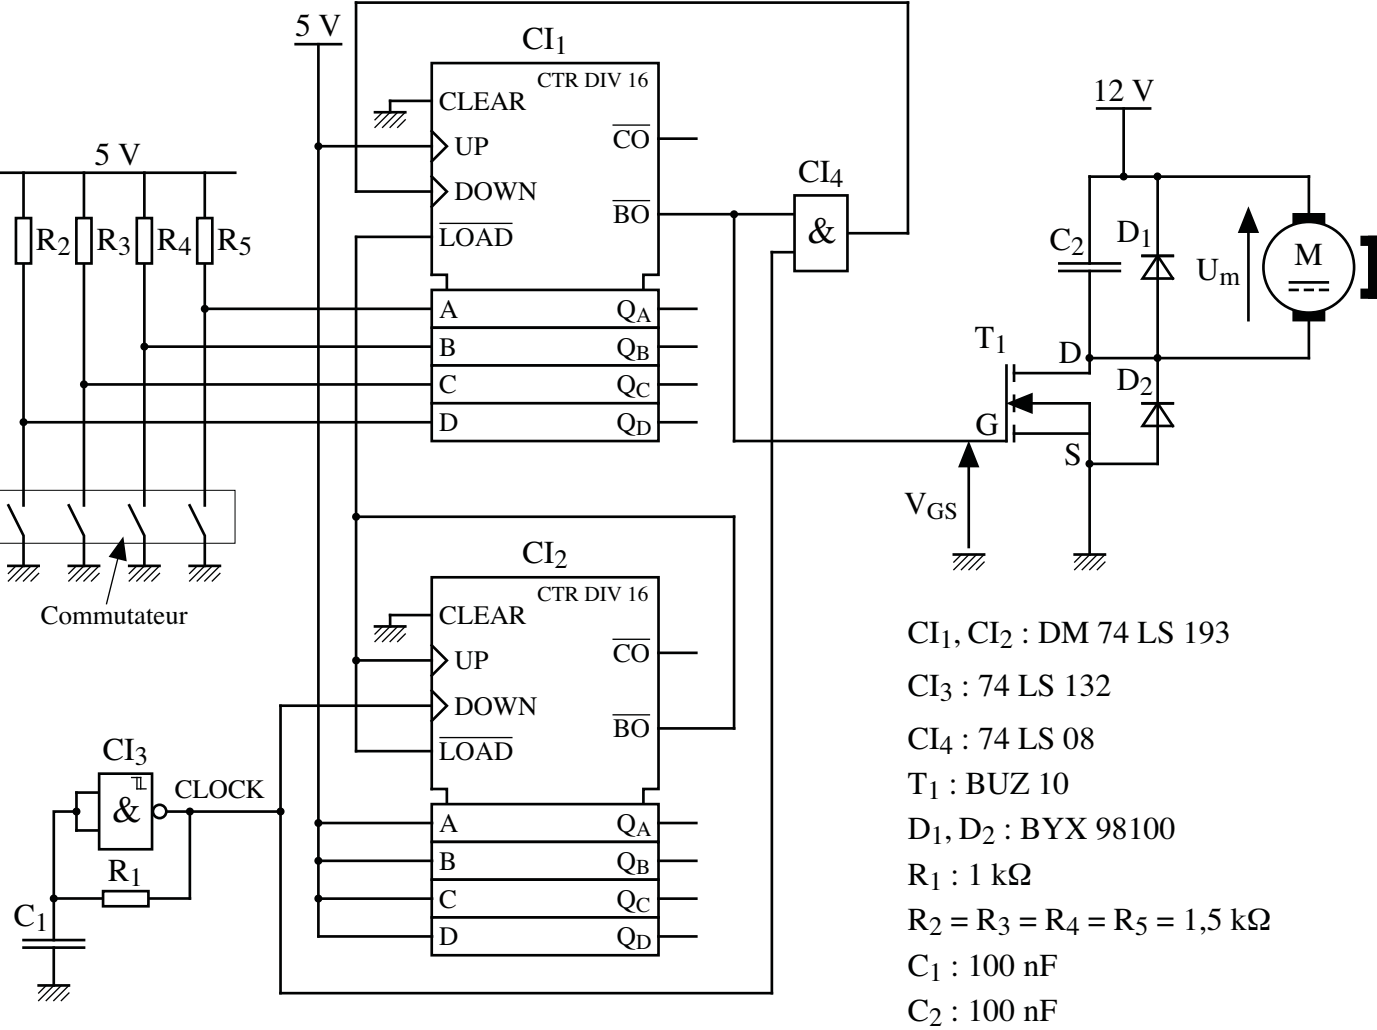 5 V
CI1
CTR DIV 16
CLEAR
UP
DOWN
LOAD
CO
BO
A QA
B QB
C QC
D QD
5 V
R2 R3 R4 R5
Commutateur
CI4
&
12 V
C2 D1 Um M
T1 D
D2
G
S
VGS
CI2
CTR DIV 16
CLEAR
UP
DOWN
LOAD
CO
BO
A QA
B QB
C QC
D QD
CI3
&
CLOCK
R1
C1
CI1, CI2 : DM 74 LS 193
CI3 : 74 LS 132
CI4 : 74 LS 08
T1 : BUZ 10
D1, D2 : BYX 98100
R1 : 1 kΩ
R2 = R3 = R4 = R5 = 1,5 kΩ
C1 : 100 nF
C2 : 100 nF